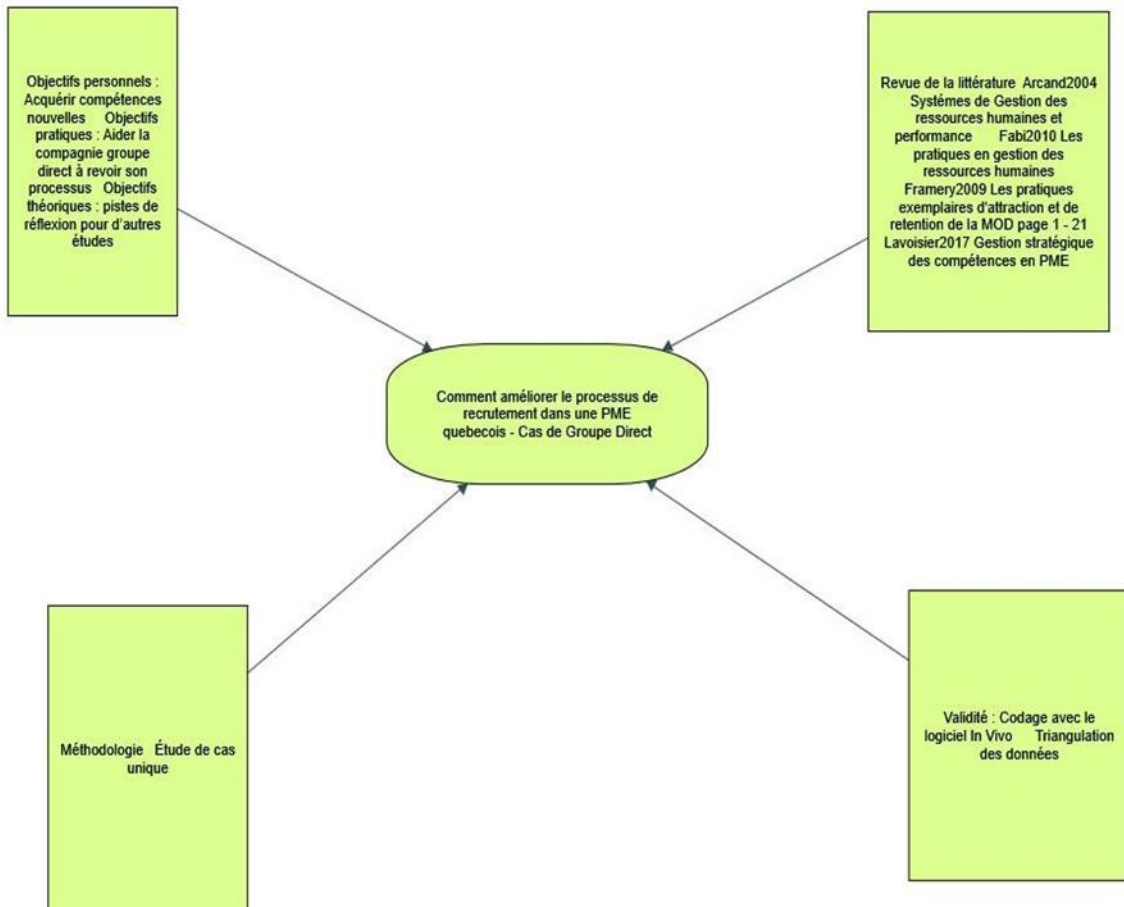 Objectifs personnels :
Acquérir compétences
nouvelles Objectifs
pratiques : Aider la
compagnie groupe
direct à revoir son
processus Objectifs
théoriques : pistes de
réflexion pour d'autres
études
Revue de la littérature Arcand2004
Systémes de Gestion des
ressources humaines et
performance Fabi2010 Les
pratiques en gestion des
ressources humaines
Framery2009 Les pratiques
exemplaires d'attraction et de
retention de la MOD page 1 - 21
Lavoisier2017 Gestion stratégique
des compétences en PME
Comment améliorer le processus de
recrutement dans une PME
quebecois - Cas de Groupe Direct
Méthodologie Étude de cas
unique
Validité : Codage avec le
logiciel In Vivo Triangulation
des données